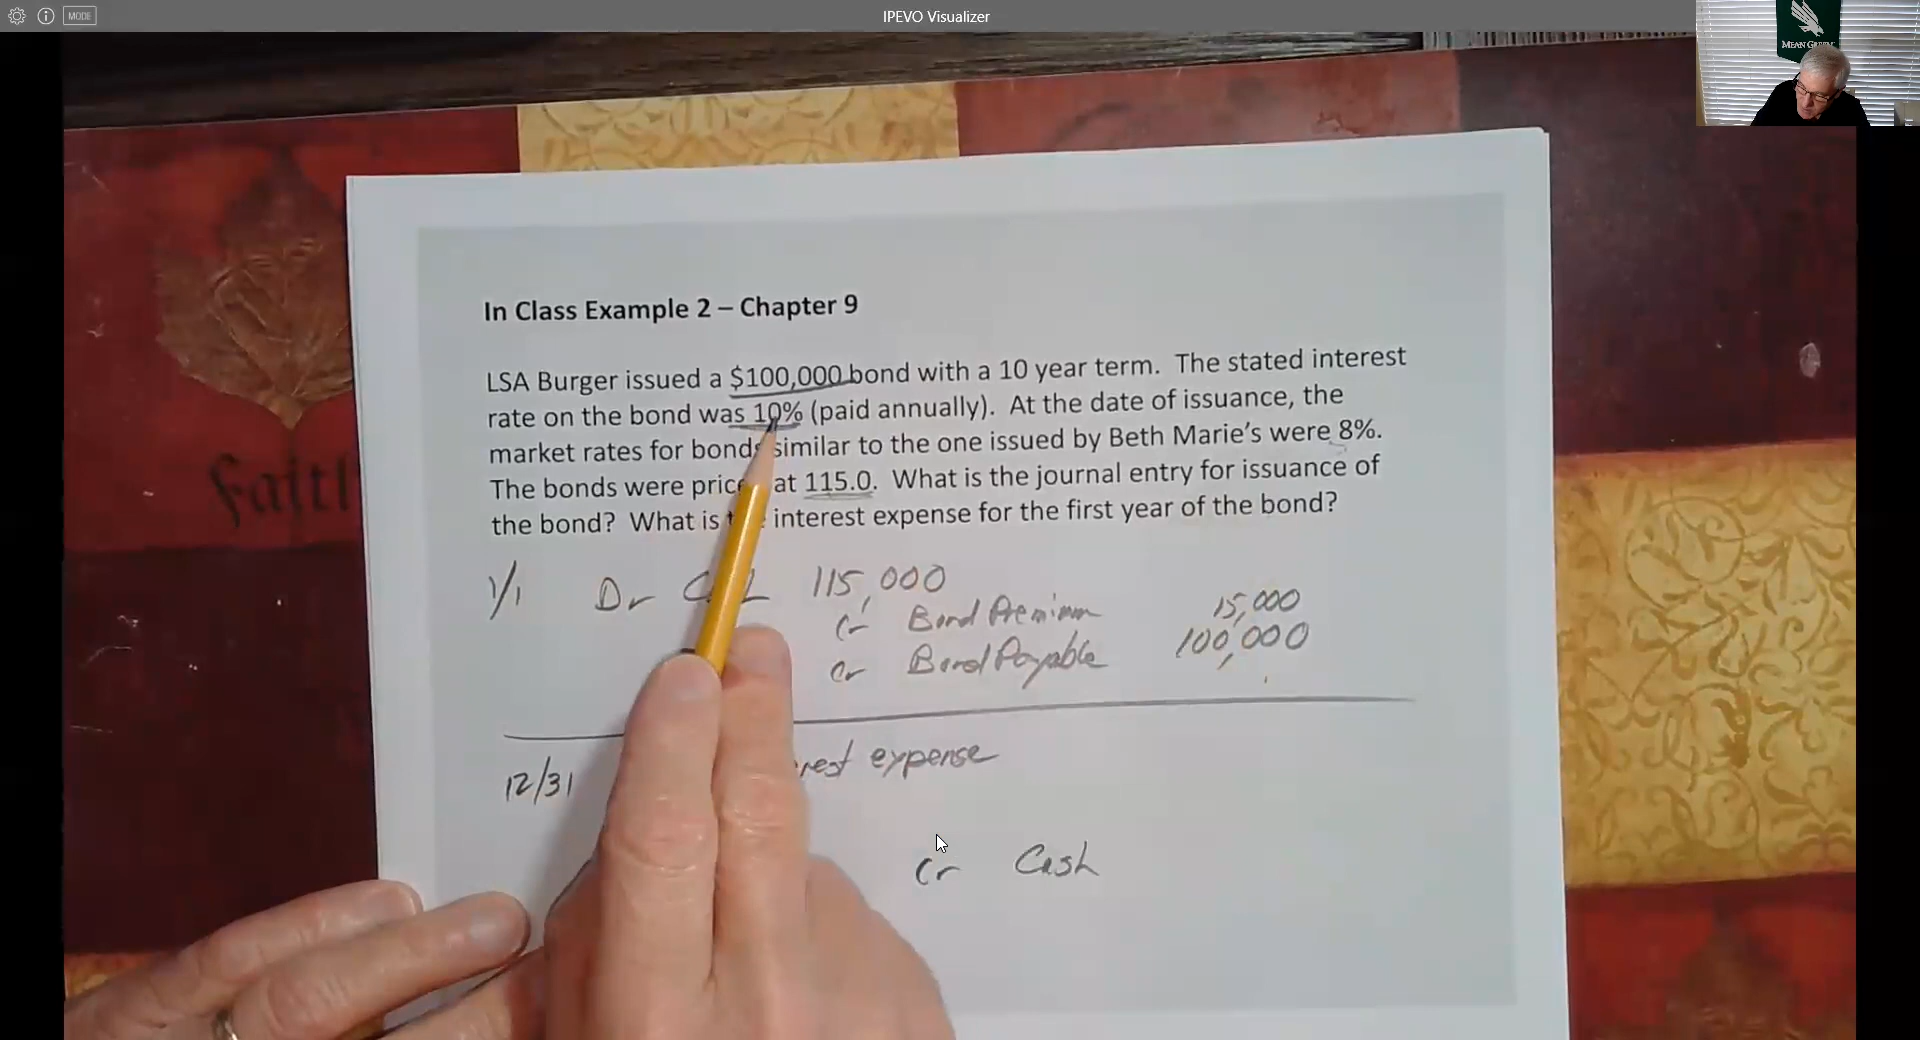 MODE
IPEVO Visualizer
MEAN GREEN
In Class Example 2 – Chapter 9
LSA Burger issued a $100,000 bond with a 10 year term. The stated interest
rate on the bond was 10% (paid annually). At the date of issuance, the
market rates for bonds similar to the one issued by Beth Marie's were 8%.
The bonds were price at 115.0. What is the journal entry for issuance of
the bond? What is interest expense for the first year of the bond?
Faith
1/1 Dr 115,000
Cr Bond Premium 15,000
Cr Bond Payable 100,000
12/31 rest expense
Cr Cash